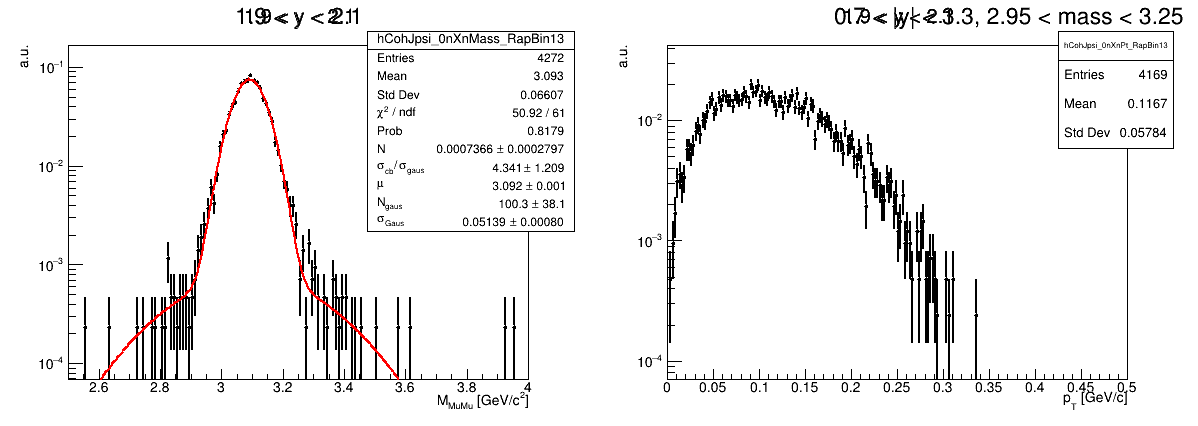 a.u.
hCohJpsi_0nXnMass_RapBin13
Entries 4272
Mean 3.093
Std Dev 0.06607
χ² / ndf 50.92 / 61
Prob 0.8179
N 0.0007366 ± 0.0002797
σcb/σgaus 4.341 ± 1.209
μ 3.092 ± 0.001
Ngaus 100.3 ± 38.1
σGaus 0.05139 ± 0.00080
10⁻¹
10⁻²
10⁻³
10⁻⁴
2.6 2.8 3 3.2 3.4 3.6 3.8 4
MMuMu [GeV/c²]
3.3, 2.95 < mass < 3.25
a.u.
hCohJpsi_0nXnPt_RapBin13
Entries 4169
Mean 0.1167
Std Dev 0.05784
10⁻²
10⁻³
10⁻⁴
0 0.05 0.1 0.15 0.2 0.25 0.3 0.35 0.4 0.45 0.5
pT [GeV/c]